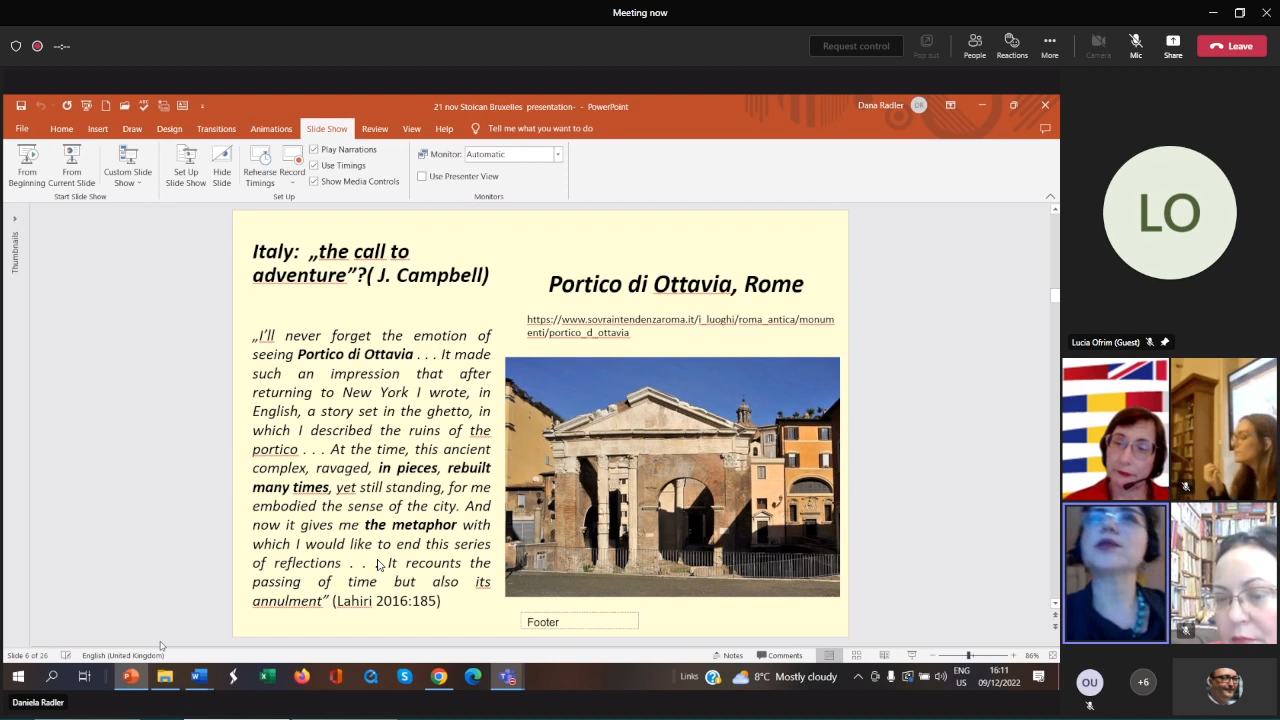 Meeting now
--:--
Request control
Pop out
People
Reactions
More
Camera
Mic
Share
Leave
21 nov Stoican Bruxelles presentation- - PowerPoint
Dana Radler
DR
File Home Insert Draw Design Transitions Animations Slide Show Review View Help Tell me what you want to do
From Beginning
From Current Slide
Custom Slide Show
Set Up Slide Show
Hide Slide
Rehearse Timings
Record
Play Narrations
Use Timings
Show Media Controls
Monitor: Automatic
Use Presenter View
Start Slide Show
Set Up
Monitors
Thumbnails
Italy: „the call to
adventure”?( J. Campbell)
„I’ll never forget the emotion of
seeing Portico di Ottavia . . . It made
such an impression that after
returning to New York I wrote, in
English, a story set in the ghetto, in
which I described the ruins of the
portico . . . At the time, this ancient
complex, ravaged, in pieces, rebuilt
many times, yet still standing, for me
embodied the sense of the city. And
now it gives me the metaphor with
which I would like to end this series
of reflections . . . It recounts the
passing of time but also its
annulment” (Lahiri 2016:185)
Portico di Ottavia, Rome
https://www.sovraintendenzaroma.it/i_luoghi/roma_antica/monum
enti/portico_d_ottavia
Footer
LO
Lucia Ofrim (Guest)
OU
+6
Slide 6 of 26
English (United Kingdom)
Notes
Comments
86%
Links
8°C Mostly cloudy
ENG
US
16:11
09/12/2022
Daniela Radler